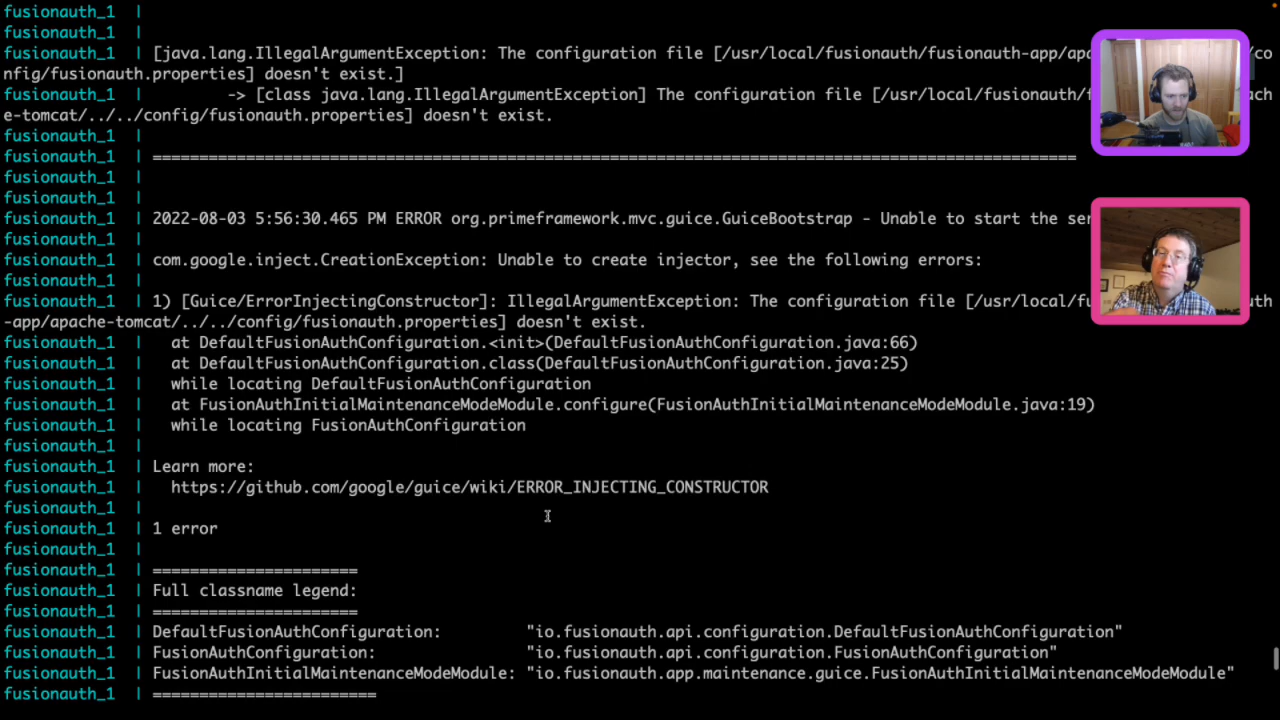 fusionauth_1 |
fusionauth_1 |
fusionauth_1 | [java.lang.IllegalArgumentException: The configuration file [/usr/local/fusionauth/fusionauth-app/ /co
nfig/fusionauth.properties] doesn't exist.]
fusionauth_1 | -> [class java.lang.IllegalArgumentException] The configuration file [/usr/local/fusionauth/
e-tomcat/../../config/fusionauth.properties] doesn't exist.
fusionauth_1 |
fusionauth_1 | ===================================================================================================
fusionauth_1 |
fusionauth_1 |
fusionauth_1 | 2022-08-03 5:56:30.465 PM ERROR org.primeframework.mvc.guice.GuiceBootstrap - Unable to start the
fusionauth_1 |
fusionauth_1 | com.google.inject.CreationException: Unable to create injector, see the following errors:
fusionauth_1 |
fusionauth_1 | 1) [Guice/ErrorInjectingConstructor]: IllegalArgumentException: The configuration file [/usr/local/
-app/apache-tomcat/../../config/fusionauth.properties] doesn't exist.
fusionauth_1 | at DefaultFusionAuthConfiguration.<init>(DefaultFusionAuthConfiguration.java:66)
fusionauth_1 | at DefaultFusionAuthConfiguration.class(DefaultFusionAuthConfiguration.java:25)
fusionauth_1 | while locating DefaultFusionAuthConfiguration
fusionauth_1 | at FusionAuthInitialMaintenanceModeModule.configure(FusionAuthInitialMaintenanceModeModule.java:19)
fusionauth_1 | while locating FusionAuthConfiguration
fusionauth_1 |
fusionauth_1 | Learn more:
fusionauth_1 | https://github.com/google/guice/wiki/ERROR_INJECTING_CONSTRUCTOR
fusionauth_1 |
fusionauth_1 | 1 error
fusionauth_1 |
fusionauth_1 | ======================
fusionauth_1 | Full classname legend:
fusionauth_1 | ======================
fusionauth_1 | DefaultFusionAuthConfiguration: "io.fusionauth.api.configuration.DefaultFusionAuthConfiguration"
fusionauth_1 | FusionAuthConfiguration: "io.fusionauth.api.configuration.FusionAuthConfiguration"
fusionauth_1 | FusionAuthInitialMaintenanceModeModule: "io.fusionauth.app.maintenance.guice.FusionAuthInitialMaintenanceModeModule"
fusionauth_1 | ========================